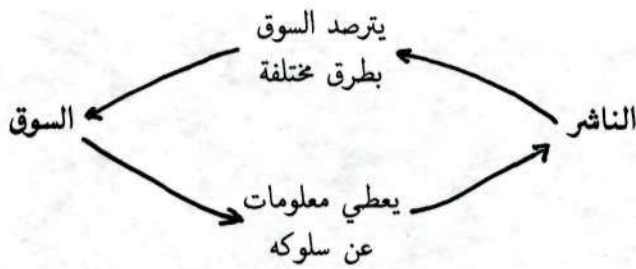 يترصد السوق
بطرق مختلفة
الناشر
السوق
يعطي معلومات
عن سلوكه